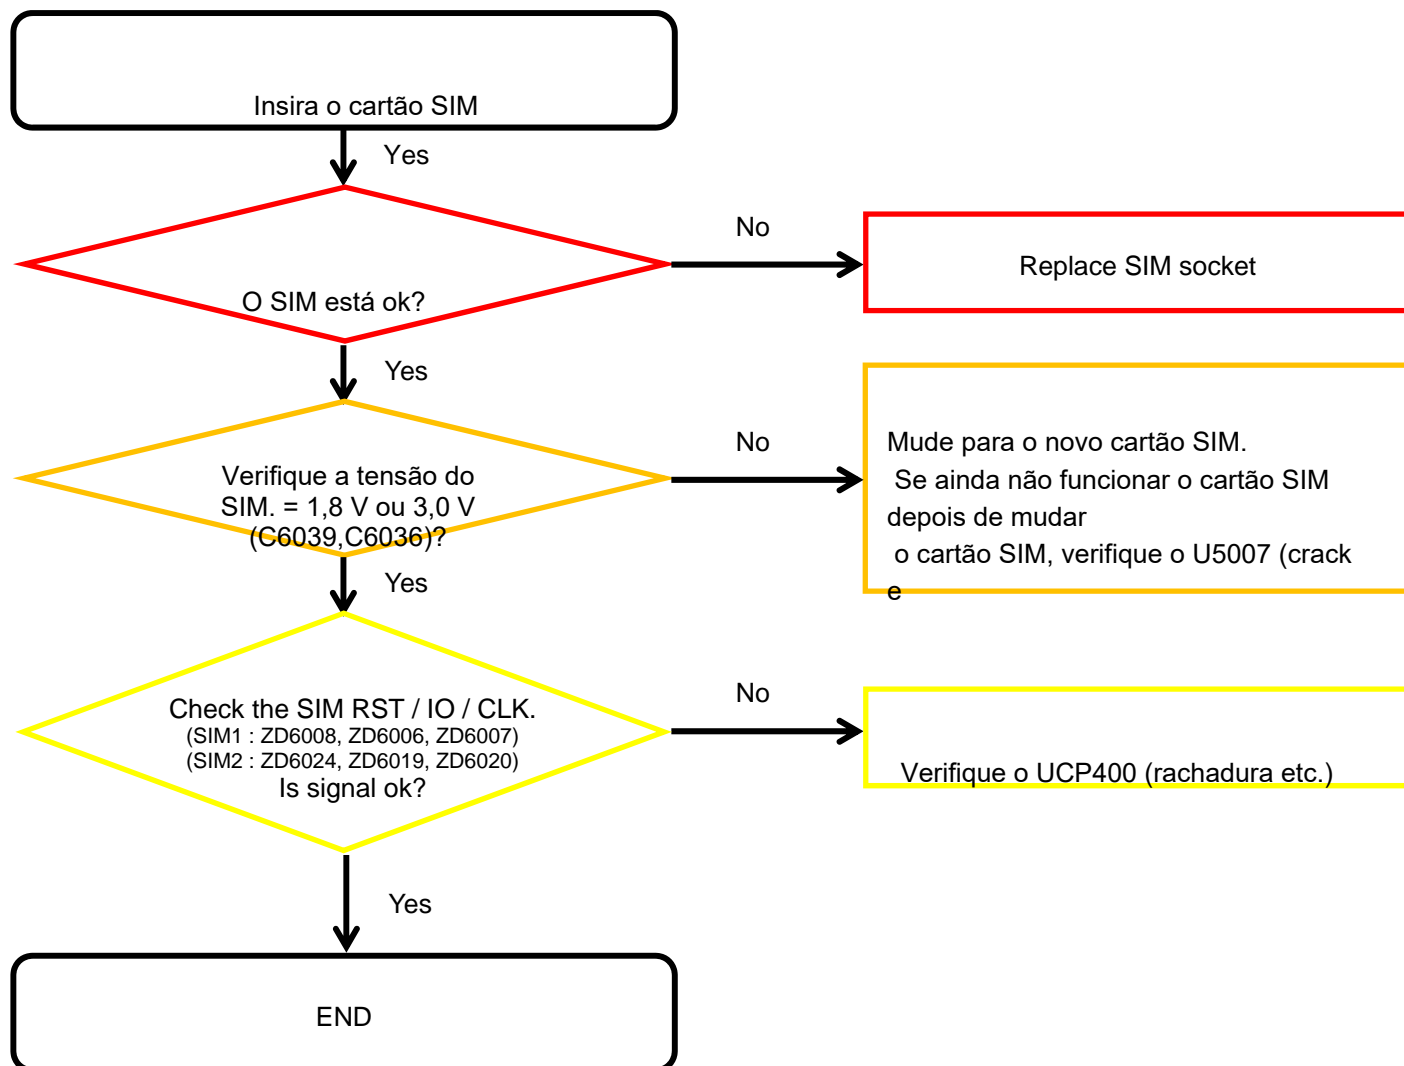 Insira o cartão SIM
Yes
O SIM está ok?
No
Replace SIM socket
Yes
Verifique a tensão do
SIM. = 1,8 V ou 3,0 V
(C6039,C6036)?
No
Mude para o novo cartão SIM.
Se ainda não funcionar o cartão SIM
depois de mudar
o cartão SIM, verifique o U5007 (crack
e
Yes
Check the SIM RST / IO / CLK.
(SIM1 : ZD6008, ZD6006, ZD6007)
(SIM2 : ZD6024, ZD6019, ZD6020)
Is signal ok?
No
Verifique o UCP400 (rachadura etc.)
Yes
END